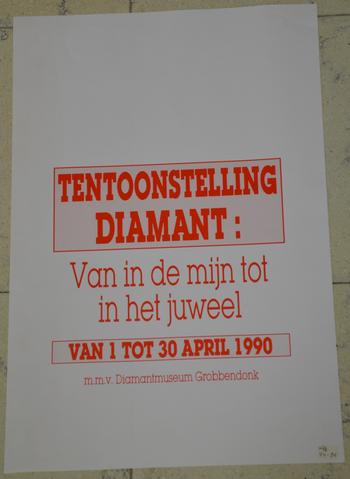 TENTOONSTELLING
DIAMANT :
Van in de mijn tot
in het juweel
VAN 1 TOT 30 APRIL 1990
m.m.v. Diamantmuseum Grobbendonk